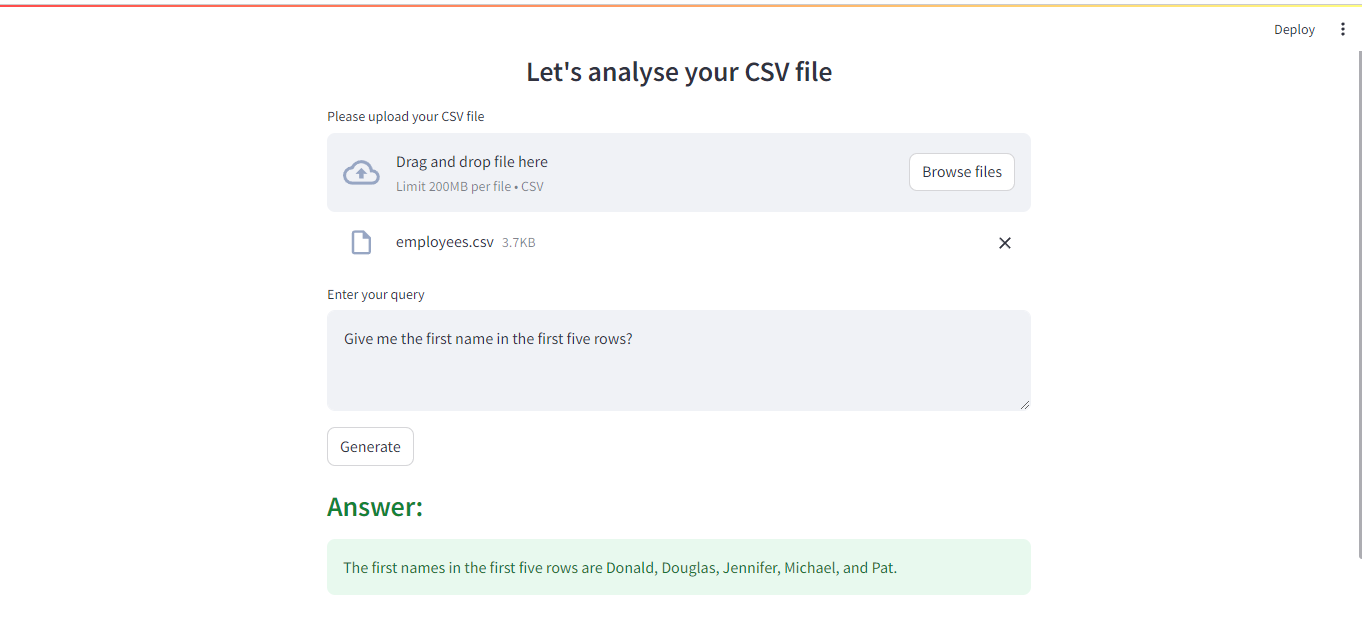 Deploy
Let's analyse your CSV file
Please upload your CSV file
Drag and drop file here
Limit 200MB per file • CSV
Browse files
employees.csv 3.7KB
Enter your query
Give me the first name in the first five rows?
Generate
Answer:
The first names in the first five rows are Donald, Douglas, Jennifer, Michael, and Pat.